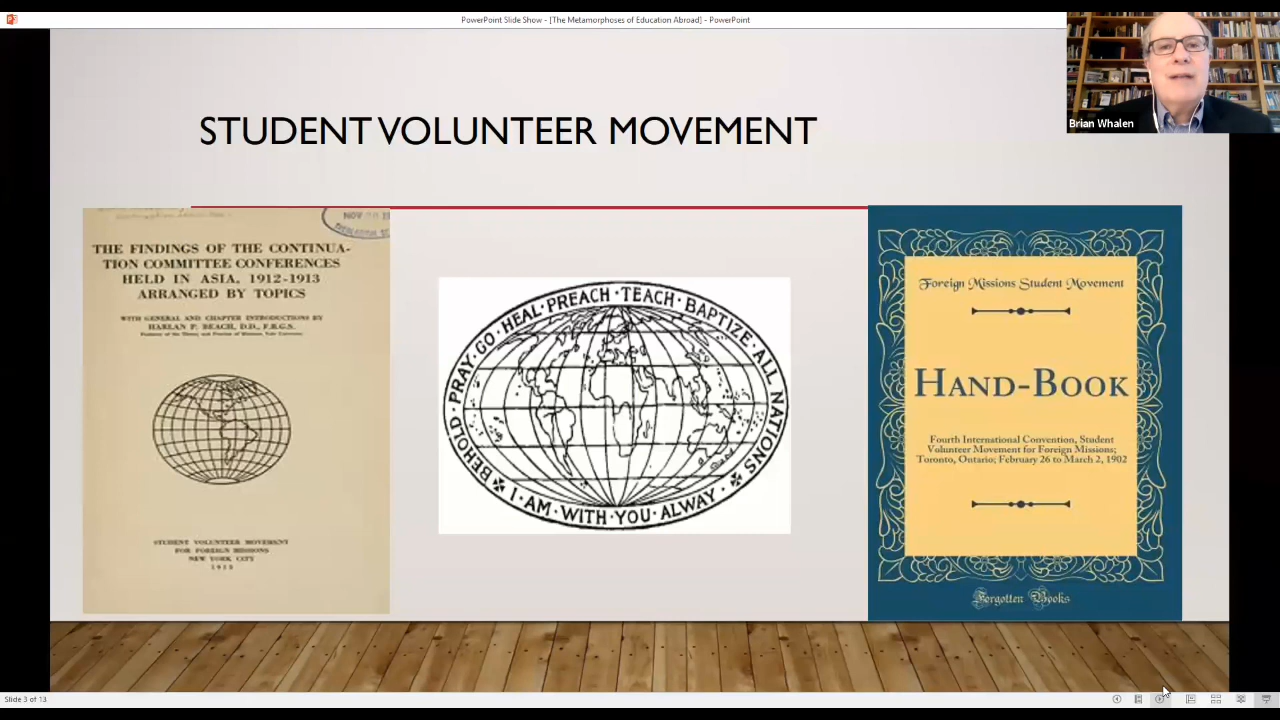 PowerPoint Slide Show - [The Metamorphoses of Education Abroad] - PowerPoint
Brian Whalen
STUDENT VOLUNTEER MOVEMENT
NOV
THE FINDINGS OF THE CONTINUA-
TION COMMITTEE CONFERENCES
HELD IN ASIA, 1912-1913
ARRANGED BY TOPICS
WITH GENERAL AND CHAPTER INTRODUCTIONS BY
HARLAN P. BEACH, D.D., F.R.G.S.
STUDENT VOLUNTEER MOVEMENT
FOR FOREIGN MISSIONS
NEW YORK CITY
BEHOLD · PRAY · GO · HEAL · PREACH · TEACH · BAPTIZE · ALL NATIONS
I · AM · WITH · YOU · ALWAY ·
Foreign Missions Student Movement
HAND-BOOK
Fourth International Convention, Student
Volunteer Movement for Foreign Missions;
Toronto, Ontario; February 26 to March 2, 1902
Forgotten Books
Slide 3 of 13